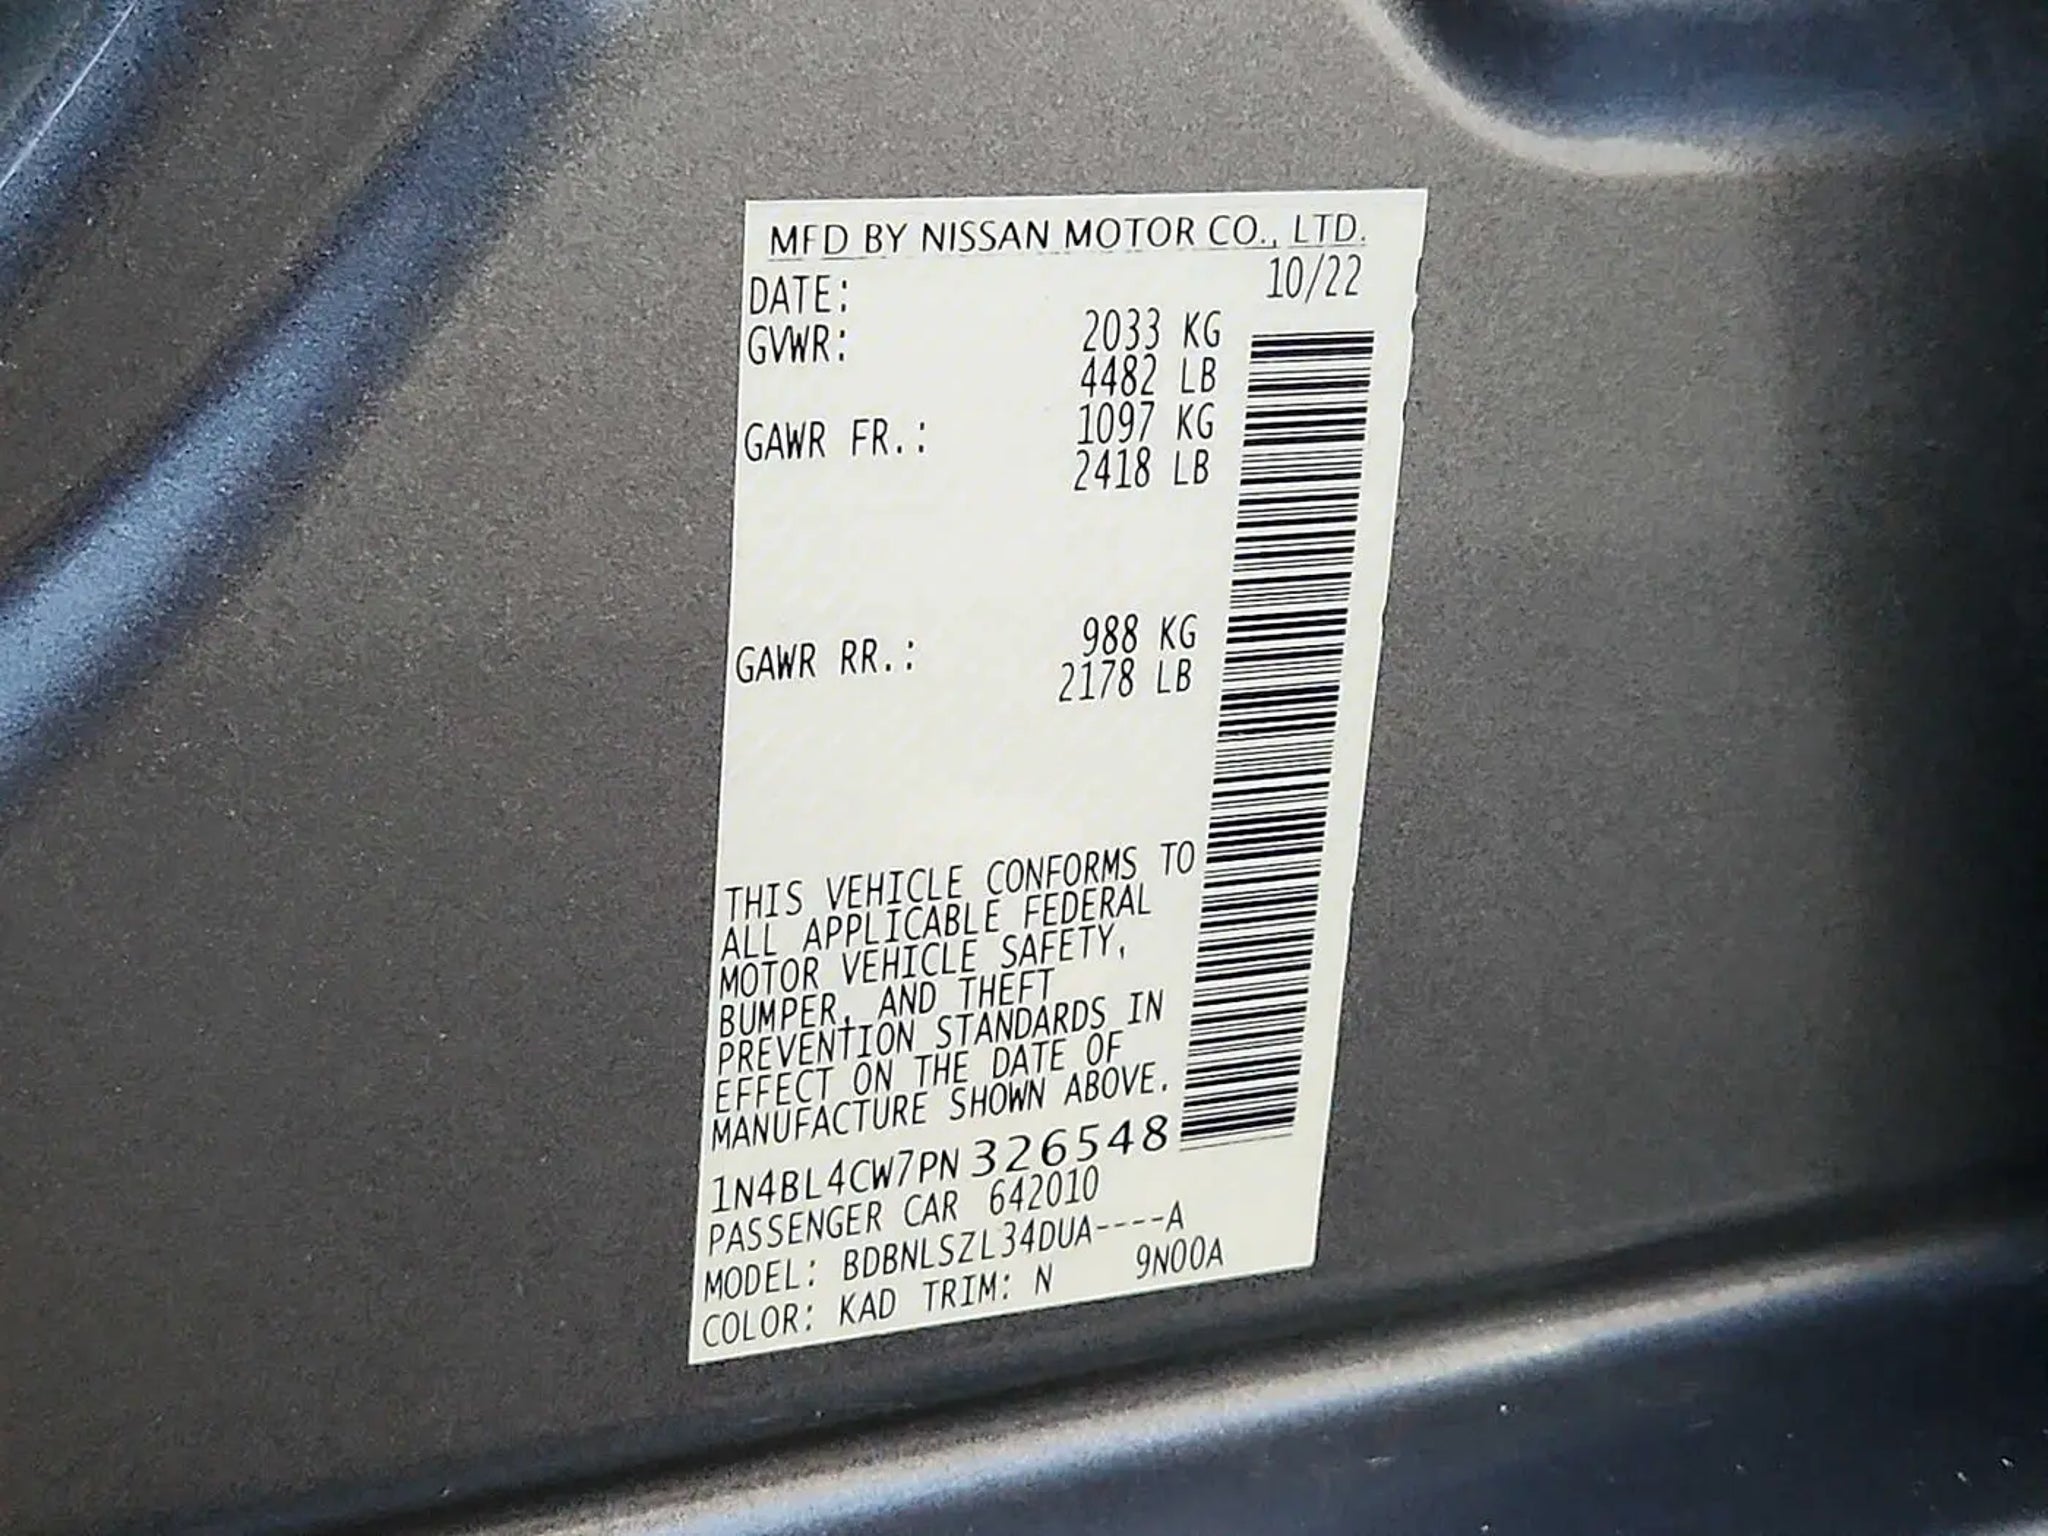 MFD BY NISSAN MOTOR CO., LTD.
DATE: 10/22
GVWR: 2033 KG
4482 LB
GAWR FR.: 1097 KG
2418 LB
GAWR RR.: 988 KG
2178 LB
THIS VEHICLE CONFORMS TO
ALL APPLICABLE FEDERAL
MOTOR VEHICLE SAFETY,
BUMPER, AND THEFT
PREVENTION STANDARDS IN
EFFECT ON THE DATE OF
MANUFACTURE SHOWN ABOVE.
1N4BL4CW7PN326548
PASSENGER CAR 642010
MODEL: BDBNLSZL34DUA----A
COLOR: KAD TRIM: N 9N00A